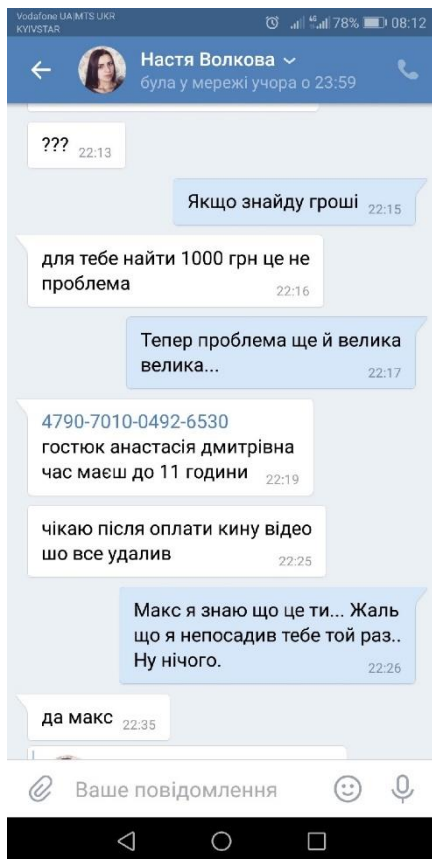 Vodafone UA|MTS UKR
KYIVSTAR
4G 78% 08:12
Настя Волкова
була у мережі учора о 23:59
??? 22:13
Якщо знайду гроші 22:15
для тебе найти 1000 грн це не
проблема
22:16
Тепер проблема ще й велика
велика...
22:17
4790-7010-0492-6530
гостюк анастасія дмитрівна
час маєш до 11 години 22:19
чікаю після оплати кину відео
шо все удалив
22:25
Макс я знаю що це ти... Жаль
що я непосадив тебе той раз..
Ну нічого.
22:26
да макс 22:35
Ваше повідомлення